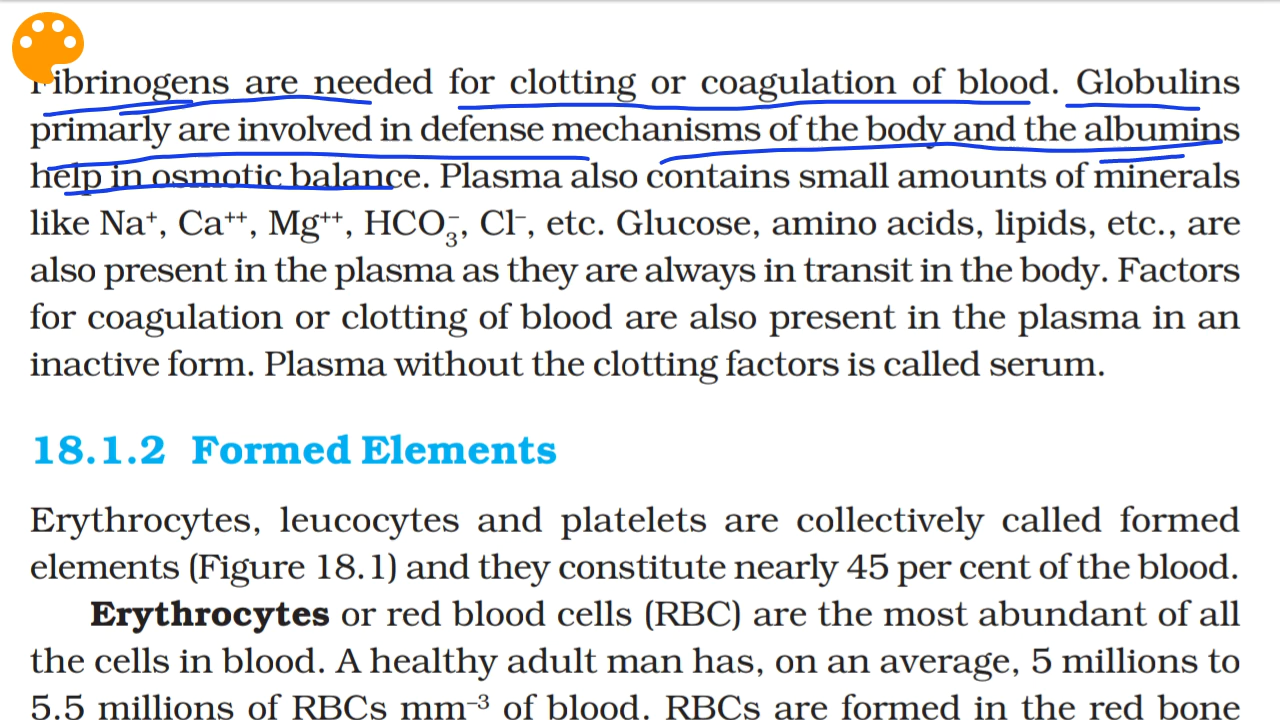 Fibrinogens are needed for clotting or coagulation of blood. Globulins
primarly are involved in defense mechanisms of the body and the albumins
help in osmotic balance. Plasma also contains small amounts of minerals
like Na⁺, Ca⁺⁺, Mg⁺⁺, HCO₃⁻, Cl⁻, etc. Glucose, amino acids, lipids, etc., are
also present in the plasma as they are always in transit in the body. Factors
for coagulation or clotting of blood are also present in the plasma in an
inactive form. Plasma without the clotting factors is called serum.
18.1.2 Formed Elements
Erythrocytes, leucocytes and platelets are collectively called formed
elements (Figure 18.1) and they constitute nearly 45 per cent of the blood.
Erythrocytes or red blood cells (RBC) are the most abundant of all
the cells in blood. A healthy adult man has, on an average, 5 millions to
5.5 millions of RBCs mm⁻³ of blood. RBCs are formed in the red bone